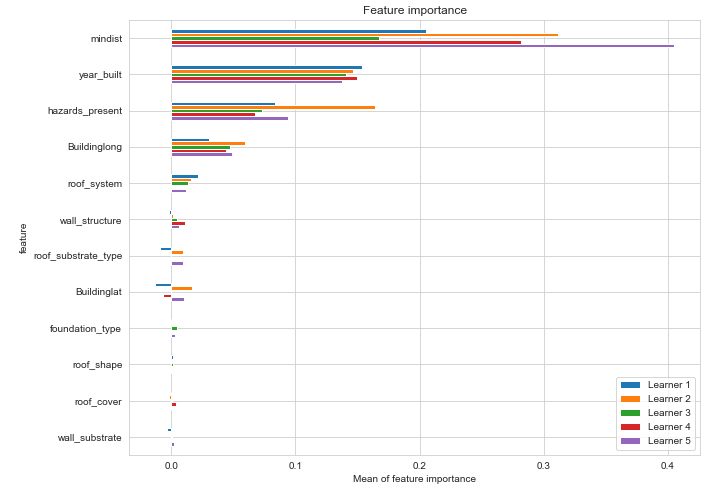 Feature importance
mindist
year_built
hazards_present
Buildinglong
roof_system
wall_structure
roof_substrate_type
Buildinglat
foundation_type
roof_shape
roof_cover
wall_substrate
feature
Learner 1
Learner 2
Learner 3
Learner 4
Learner 5
0.0 0.1 0.2 0.3 0.4
Mean of feature importance